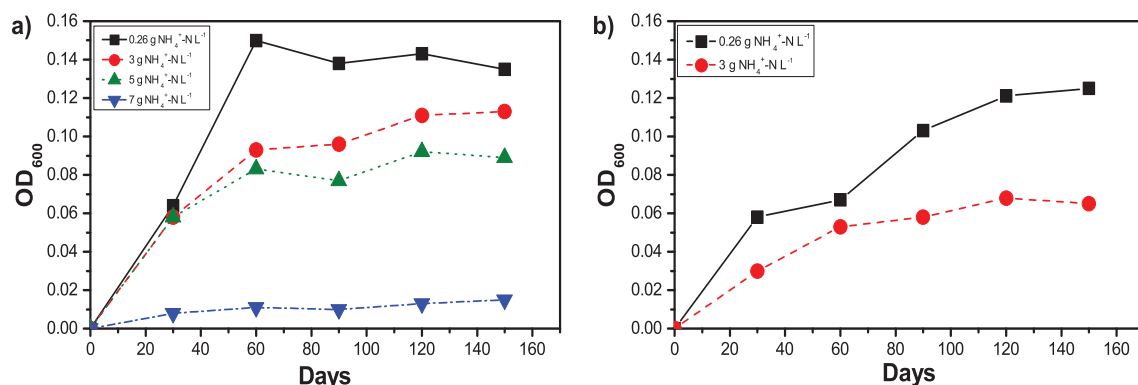 a)
0.26 g NH₄⁺-N L⁻¹
3 g NH₄⁺-N L⁻¹
5 g NH₄⁺-N L⁻¹
7 g NH₄⁺-N L⁻¹
0.16
0.14
0.12
0.10
0.08
0.06
0.04
0.02
0.00
OD₆₀₀
0 20 40 60 80 100 120 140 160
Days
b)
0.26 g NH₄⁺-N L⁻¹
3 g NH₄⁺-N L⁻¹
0.16
0.14
0.12
0.10
0.08
0.06
0.04
0.02
0.00
OD₆₀₀
0 20 40 60 80 100 120 140 160
Days